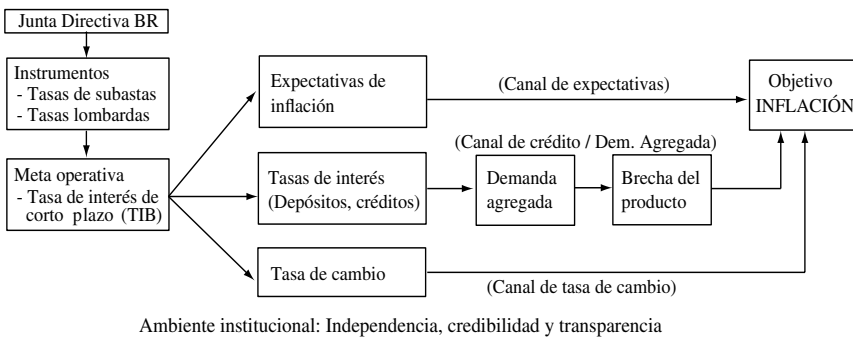 Junta Directiva BR
Instrumentos
- Tasas de subastas
- Tasas lombardas
Meta operativa
- Tasa de interés de
corto plazo (TIB)
Expectativas de
inflación
(Canal de expectativas)
Objetivo
INFLACIÓN
(Canal de crédito / Dem. Agregada)
Tasas de interés
(Depósitos, créditos)
Demanda
agregada
Brecha del
producto
Tasa de cambio
(Canal de tasa de cambio)
Ambiente institucional: Independencia, credibilidad y transparencia